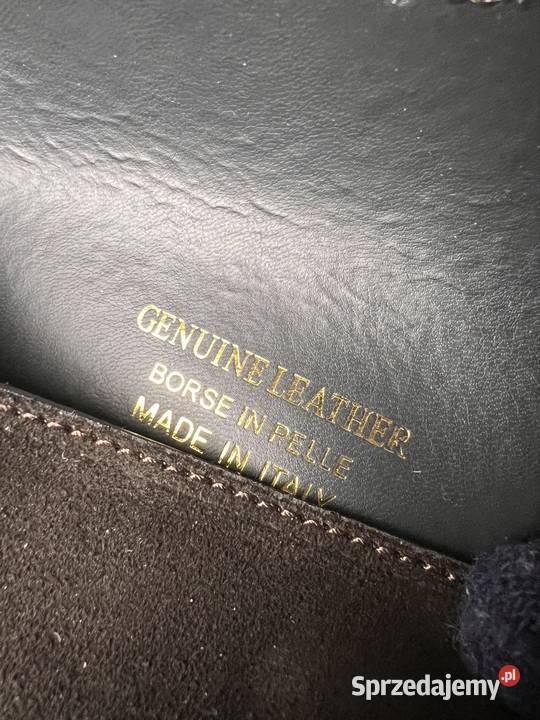 GENUINE LEATHER
BORSE IN PELLE
MADE IN ITALY
Sprzedajemy.pl